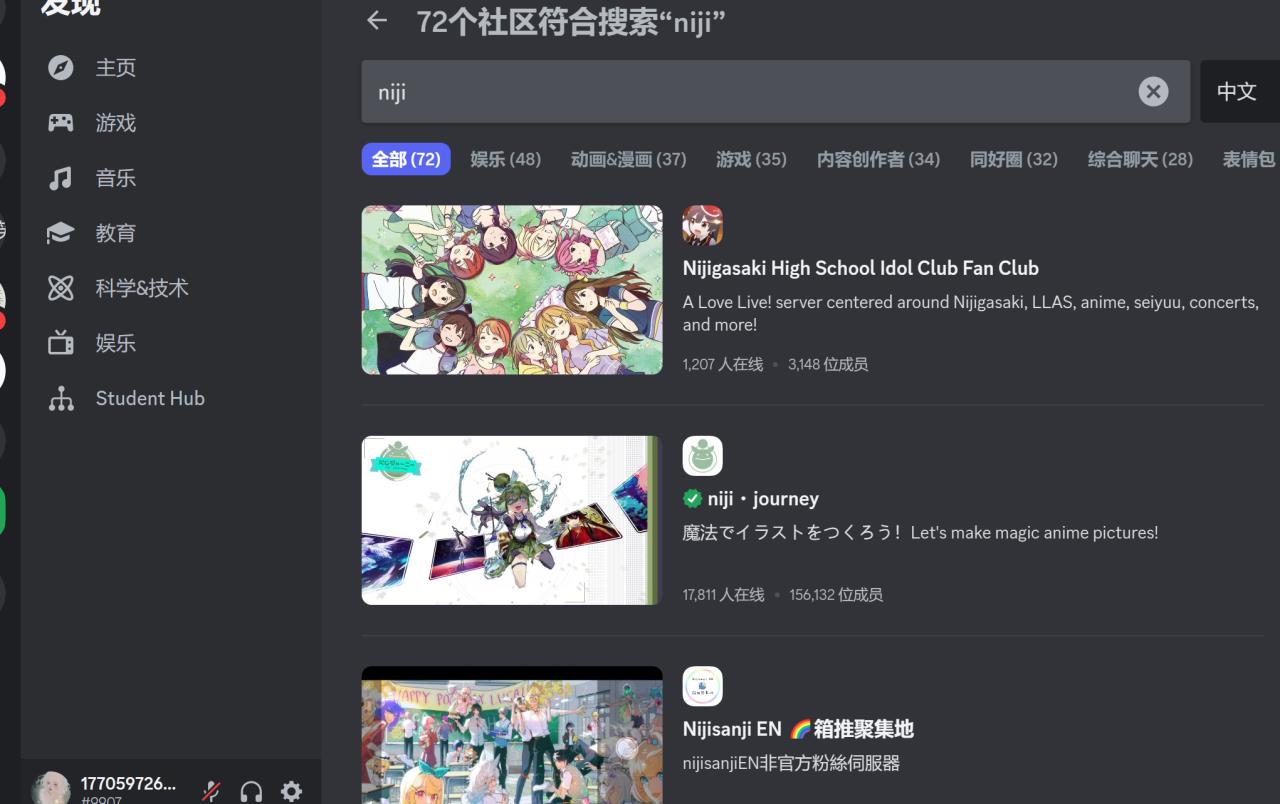 发现
主页
游戏
音乐
教育
科学&技术
娱乐
Student Hub
177059726...
#9907
72个社区符合搜索“niji”
niji
中文
全部 (72) 娱乐 (48) 动画&漫画 (37) 游戏 (35) 内容创作者 (34) 同好圈 (32) 综合聊天 (28) 表情包
Nijigasaki High School Idol Club Fan Club
A Love Live! server centered around Nijigasaki, LLAS, anime, seiyuu, concerts,
and more!
1,207 人在线 • 3,148 位成员
にじジャーニー
niji・journey
魔法でイラストをつくろう！Let's make magic anime pictures!
17,811 人在线 • 156,132 位成员
Nijisanji EN 🌈箱推聚集地
nijisanjiEN非官方粉絲伺服器